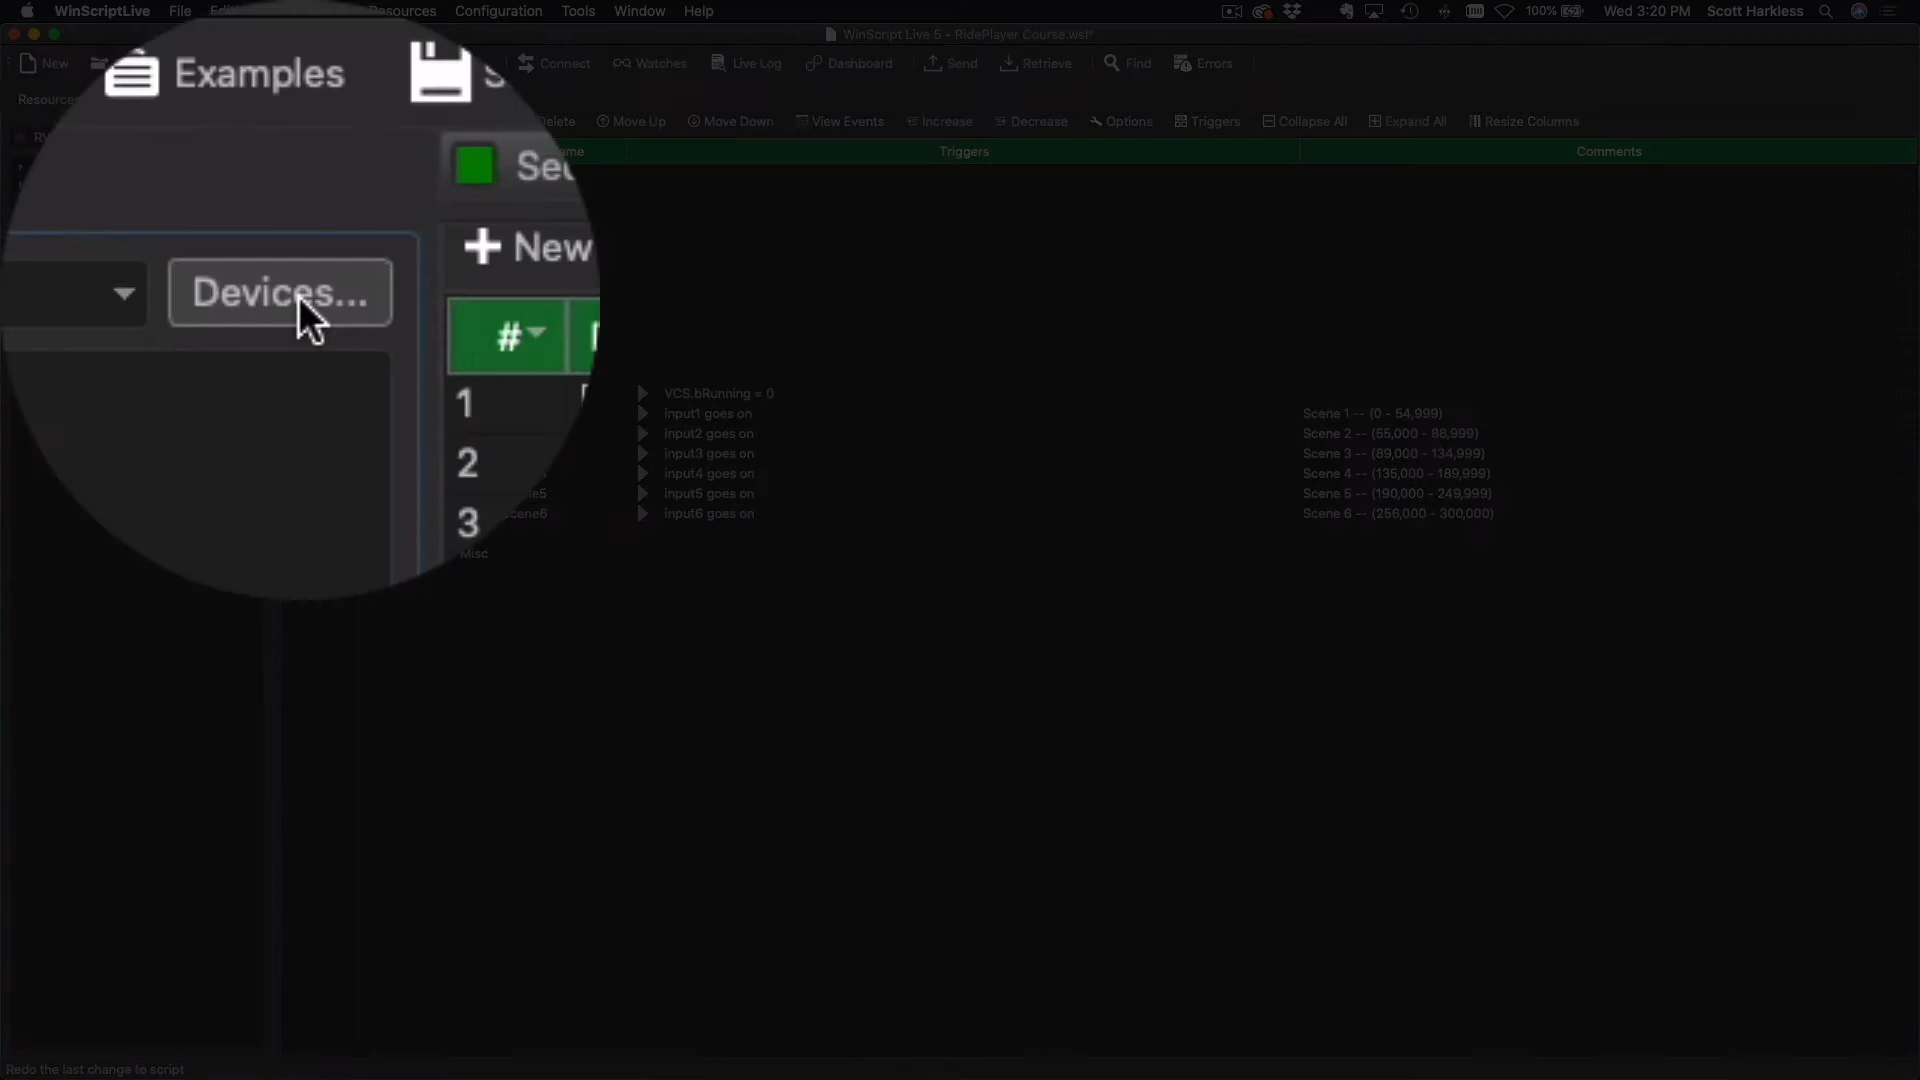 WinScriptLive File Resources Configuration Tools Window Help 100% Wed 3:20 PM Scott Harkless
WinScript Live 5 - RidePlayer Course.wsl*
New Examples Connect Watches Live Log Dashboard Send Retrieve Find Errors
Resources
Delete Move Up Move Down View Events Increase Decrease Options Triggers Collapse All Expand All Resize Columns
Triggers Comments
New
Devices...
#
1
2
3
VCS.bRunning = 0
input1 goes on Scene 1 -- (0 - 54,999)
input2 goes on Scene 2 -- (55,000 - 88,999)
input3 goes on Scene 3 -- (89,000 - 134,999)
input4 goes on Scene 4 -- (135,000 - 189,999)
input5 goes on Scene 5 -- (190,000 - 249,999)
input6 goes on Scene 6 -- (256,000 - 300,000)
Misc
Redo the last change to script